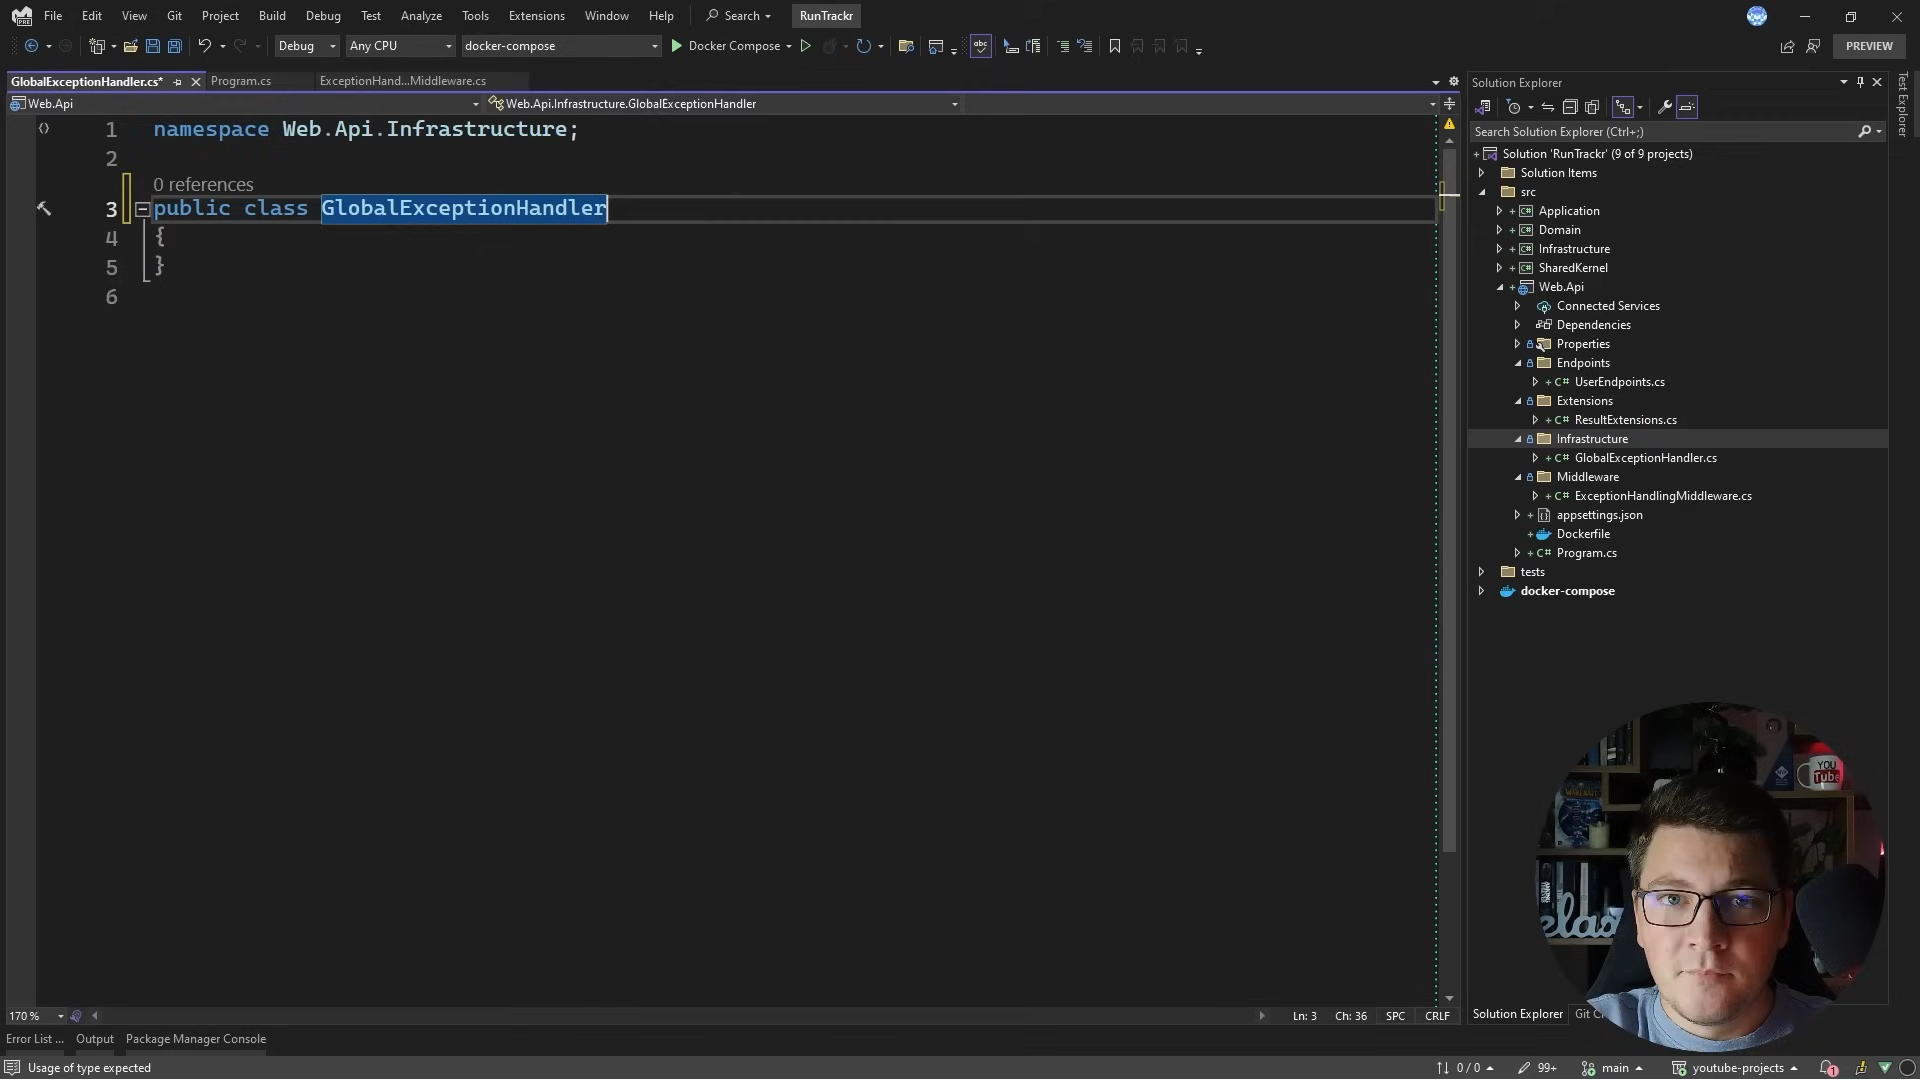 File Edit View Git Project Build Debug Test Analyze Tools Extensions Window Help Search RunTrackr
Debug Any CPU docker-compose Docker Compose PREVIEW
GlobalExceptionHandler.cs* Program.cs ExceptionHand...Middleware.cs
Web.Api Web.Api.Infrastructure.GlobalExceptionHandler
1 namespace Web.Api.Infrastructure;
2
0 references
3 public class GlobalExceptionHandler
4 {
5 }
6
170 % Ln: 3 Ch: 36 SPC CRLF
Error List ... Output Package Manager Console
Usage of type expected
0 / 0 99+ main youtube-projects 1
Solution Explorer
Search Solution Explorer (Ctrl+;)
Solution 'RunTrackr' (9 of 9 projects)
Solution Items
src
C# Application
C# Domain
C# Infrastructure
C# SharedKernel
Web.Api
Connected Services
Dependencies
Properties
Endpoints
C# UserEndpoints.cs
Extensions
C# ResultExtensions.cs
Infrastructure
C# GlobalExceptionHandler.cs
Middleware
C# ExceptionHandlingMiddleware.cs
appsettings.json
Dockerfile
C# Program.cs
tests
docker-compose
Solution Explorer Git
Test Explorer
YOU
Tube